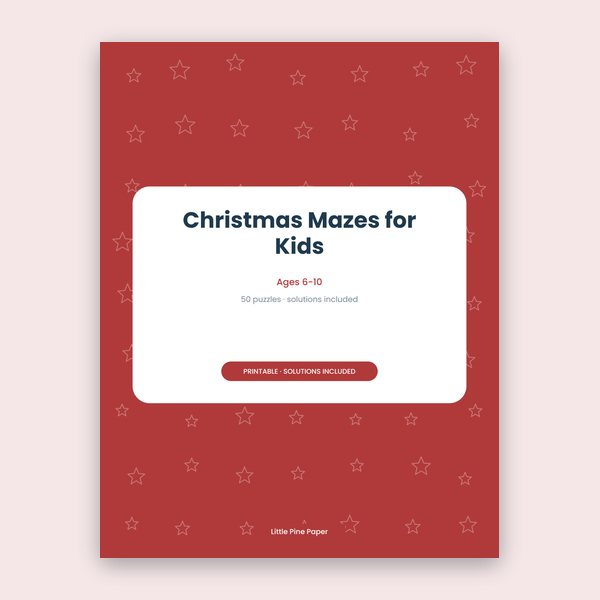 Christmas Mazes for
Kids
Ages 6-10
50 puzzles · solutions included
PRINTABLE · SOLUTIONS INCLUDED
Little Pine Paper